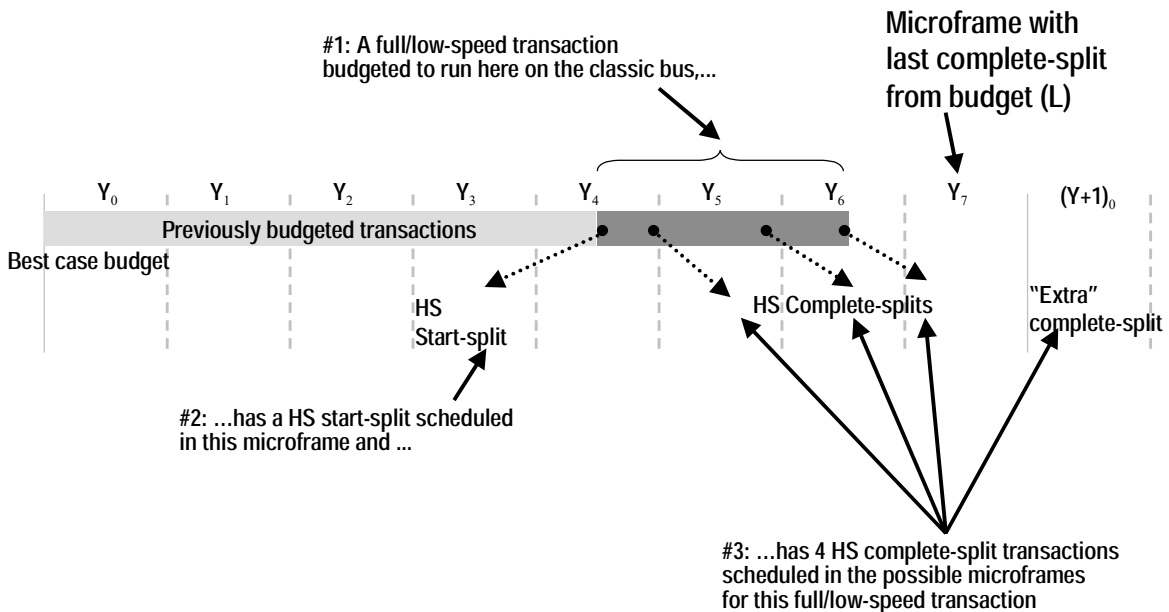 #1: A full/low-speed transaction
budgeted to run here on the classic bus,...
Microframe with
last complete-split
from budget (L)
Y₀ Y₁ Y₂ Y₃ Y₄ Y₅ Y₆ Y₇ (Y+1)₀
Previously budgeted transactions
Best case budget
HS
Start-split
HS Complete-splits
“Extra”
complete-split
#2: ...has a HS start-split scheduled
in this microframe and ...
#3: ...has 4 HS complete-split transactions
scheduled in the possible microframes
for this full/low-speed transaction